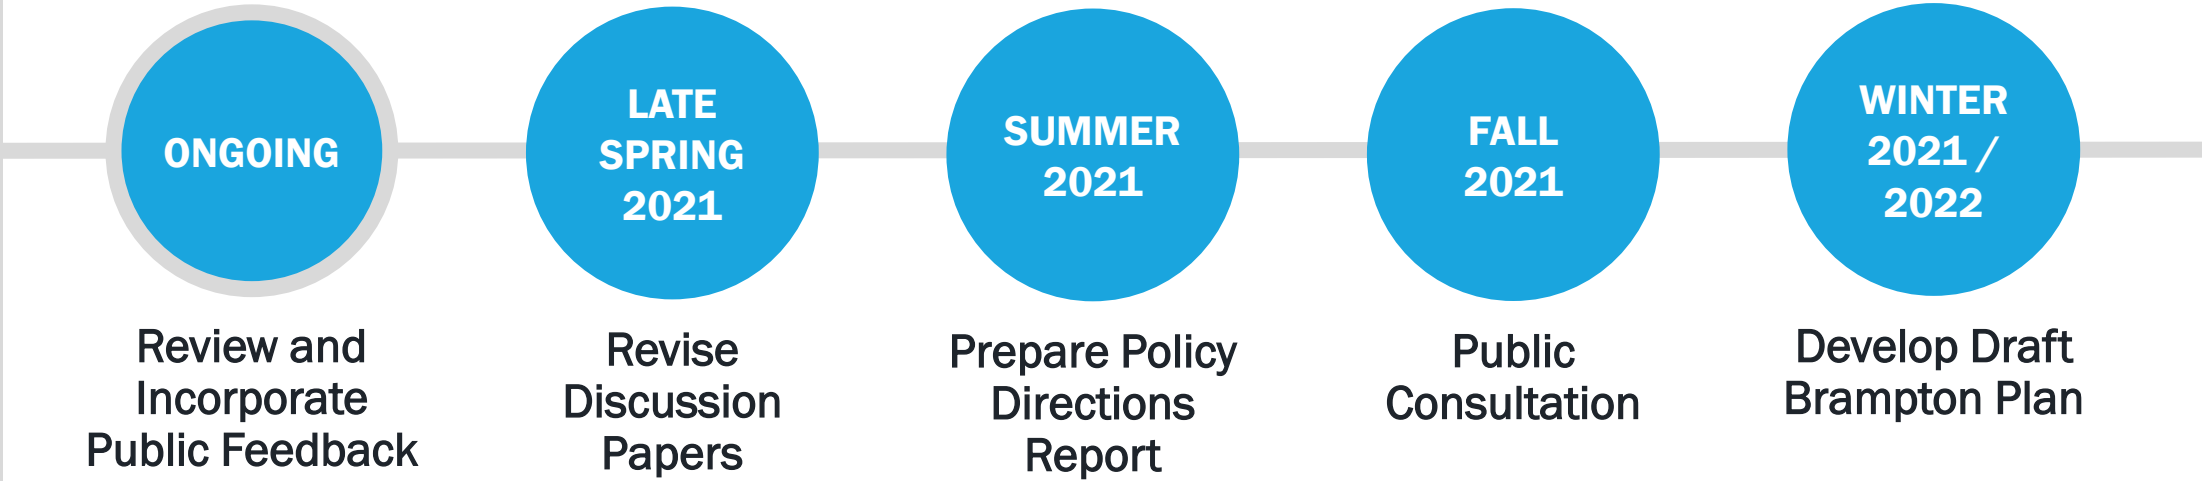 ONGOING
Review and
Incorporate
Public Feedback
LATE
SPRING
2021
Revise
Discussion
Papers
SUMMER
2021
Prepare Policy
Directions
Report
FALL
2021
Public
Consultation
WINTER
2021 /
2022
Develop Draft
Brampton Plan